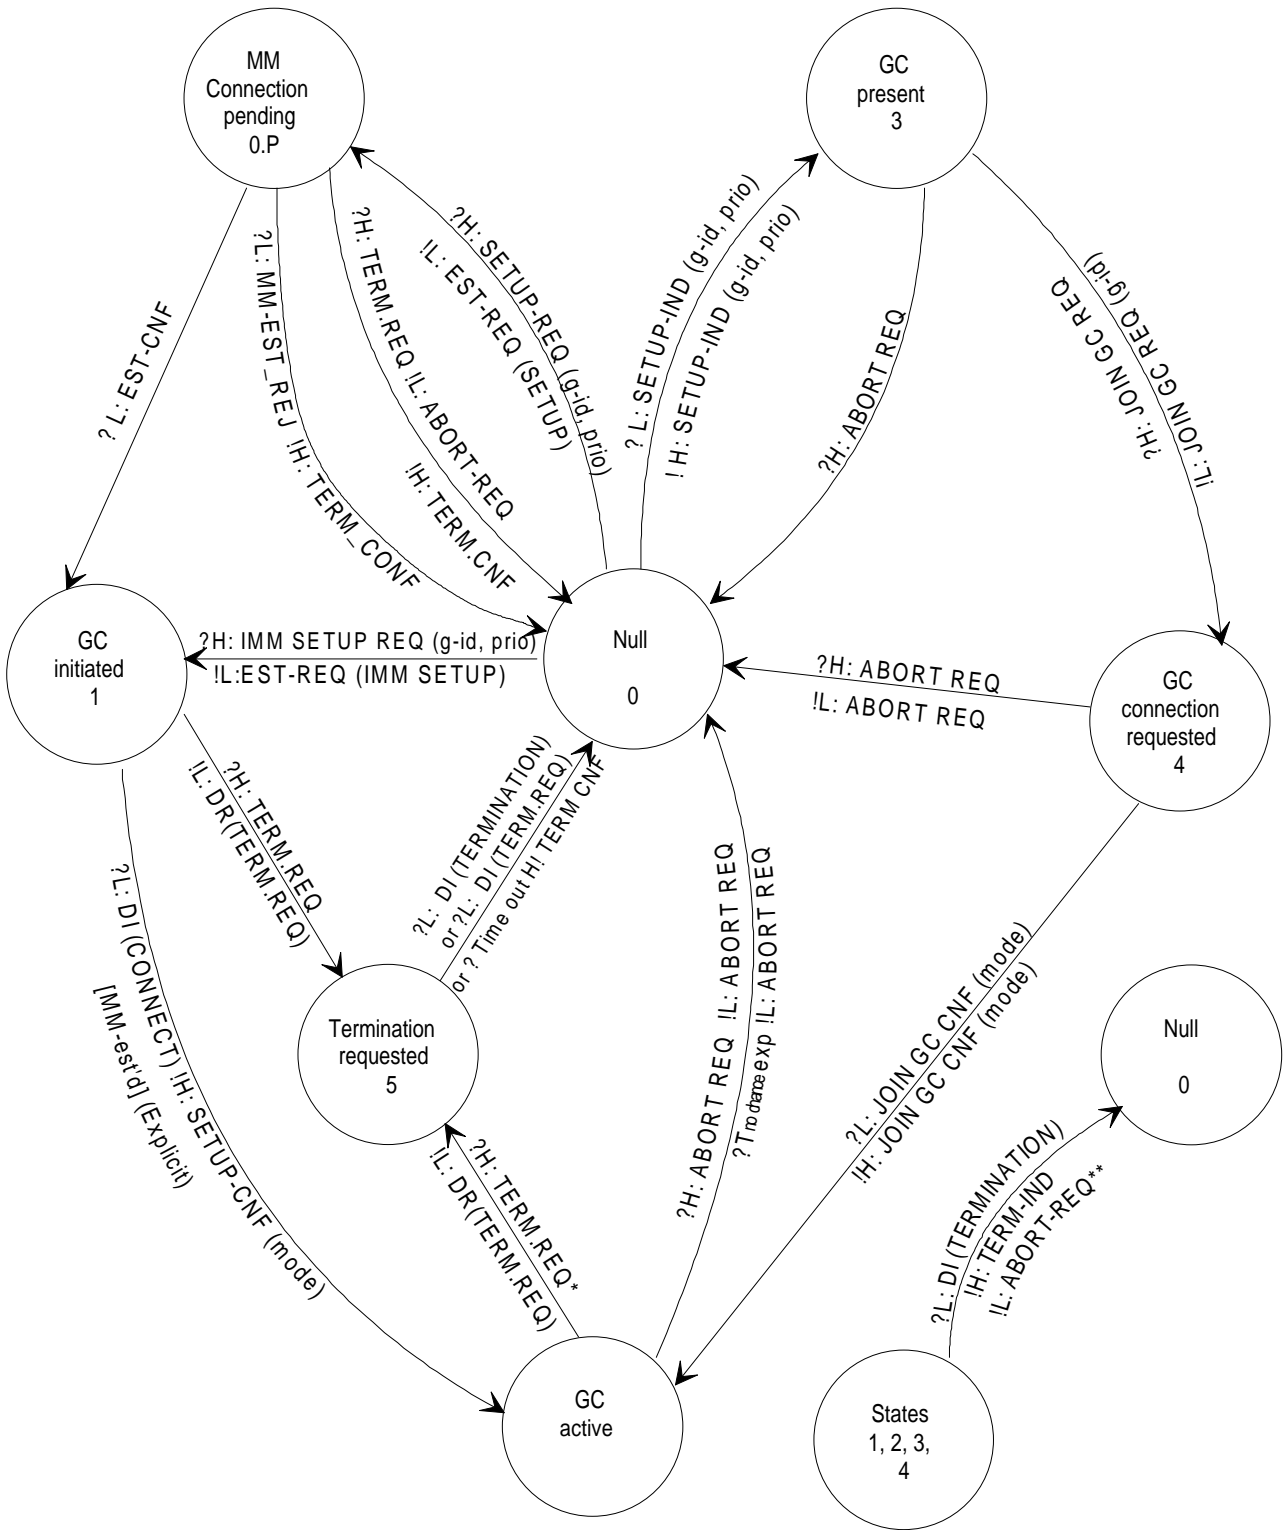 MM
Connection
pending
0.P
GC
present
3
?L: EST-CNF
?L: MM-EST_REJ !H: TERM_CONF
?H: TERM.REQ !L: ABORT-REQ
!H: TERM.CNF
?H: SETUP-REQ (g-id, prio)
!L: EST-REQ (SETUP)
? L: SETUP-IND (g-id, prio)
! H: SETUP-IND (g-id, prio)
?H: ABORT REQ
!L: JOIN GC REQ (g-id)
?H: JOIN GC REQ
GC
initiated
1
?H: IMM SETUP REQ (g-id, prio)
!L:EST-REQ (IMM SETUP)
Null
0
?H: ABORT REQ
!L: ABORT REQ
GC
connection
requested
4
?H: TERM.REQ
!L: DR(TERM.REQ)
?L: DI (TERMINATION)
or ?L: DI (TERM.REQ)
or ? Time out H! TERM CNF
?L: DI (CONNECT) !H: SETUP-CNF (mode)
[MM-est'd] (Explicit)
Termination
requested
5
?H: ABORT REQ !L: ABORT REQ
?Tnochance exp !L: ABORT REQ
?L: JOIN GC CNF (mode)
!H: JOIN GC CNF (mode)
Null
0
?H: TERM.REQ*
!L: DR(TERM.REQ)
?L: DI (TERMINATION)
!H: TERM-IND
!L: ABORT-REQ**
GC
active
States
1, 2, 3,
4